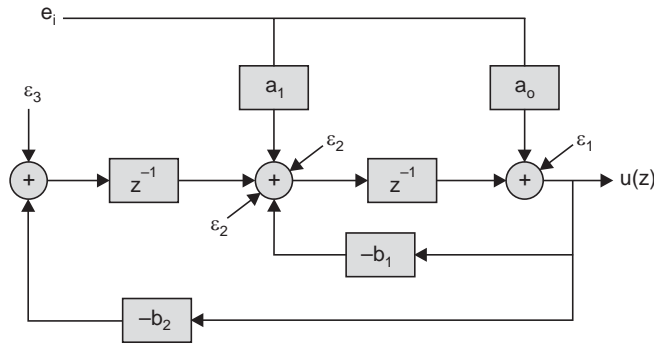 eᵢ
a₁
aₒ
ε₃
ε₂
ε₁
+
z⁻¹
+
z⁻¹
+
u(z)
ε₂
–b₁
–b₂